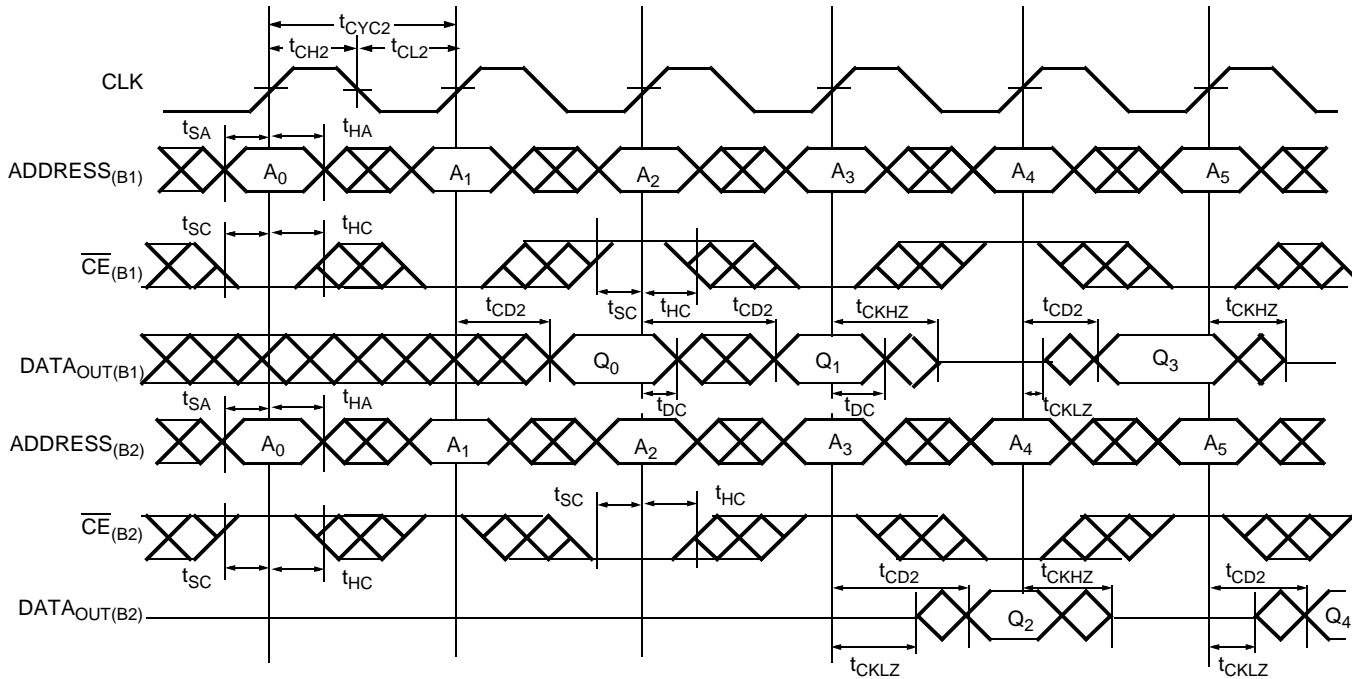 tCYC2
tCH2 tCL2
CLK
tSA tHA
ADDRESS(B1) A0 A1 A2 A3 A4 A5
tSC tHC
CE(B1)
tSC tHC
tCD2 tCD2 tCKHZ tCD2 tCKHZ
DATAOUT(B1) Q0 Q1 Q3
tDC tDC tCKLZ
tSA tHA
ADDRESS(B2) A0 A1 A2 A3 A4 A5
tSC tHC
CE(B2)
tSC tHC
tCD2 tCKHZ tCD2
DATAOUT(B2) Q2 Q4
tCKLZ tCKLZ